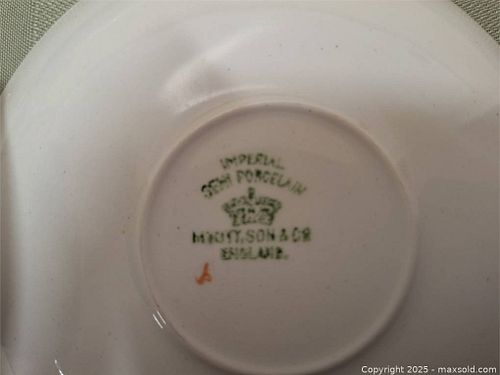 IMPERIAL
SEMI PORCELAIN
MYOTT, SON & CO
ENGLAND.
Copyright 2025 - maxsold.com